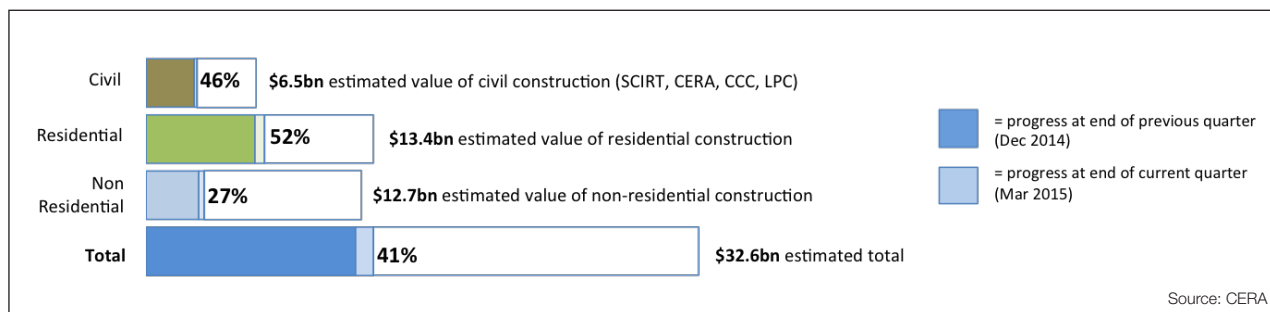 Civil
46%
$6.5bn estimated value of civil construction (SCIRT, CERA, CCC, LPC)
Residential
52%
$13.4bn estimated value of residential construction
Non
Residential
27%
$12.7bn estimated value of non-residential construction
Total
41%
$32.6bn estimated total
= progress at end of previous quarter
(Dec 2014)
= progress at end of current quarter
(Mar 2015)
Source: CERA